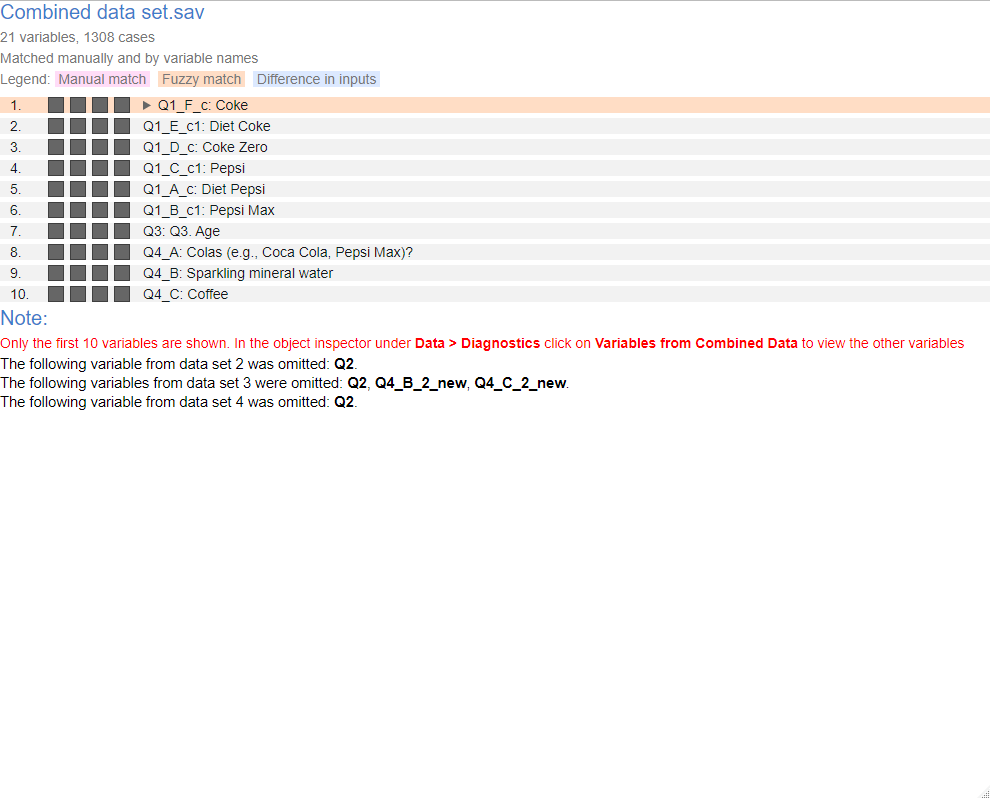 Combined data set.sav
21 variables, 1308 cases
Matched manually and by variable names
Legend: Manual match Fuzzy match Difference in inputs
1. ▶ Q1_F_c: Coke
2. Q1_E_c1: Diet Coke
3. Q1_D_c: Coke Zero
4. Q1_C_c1: Pepsi
5. Q1_A_c: Diet Pepsi
6. Q1_B_c1: Pepsi Max
7. Q3: Q3. Age
8. Q4_A: Colas (e.g., Coca Cola, Pepsi Max)?
9. Q4_B: Sparkling mineral water
10. Q4_C: Coffee
Note:
Only the first 10 variables are shown. In the object inspector under Data > Diagnostics click on Variables from Combined Data to view the other variables
The following variable from data set 2 was omitted: Q2.
The following variables from data set 3 were omitted: Q2, Q4_B_2_new, Q4_C_2_new.
The following variable from data set 4 was omitted: Q2.